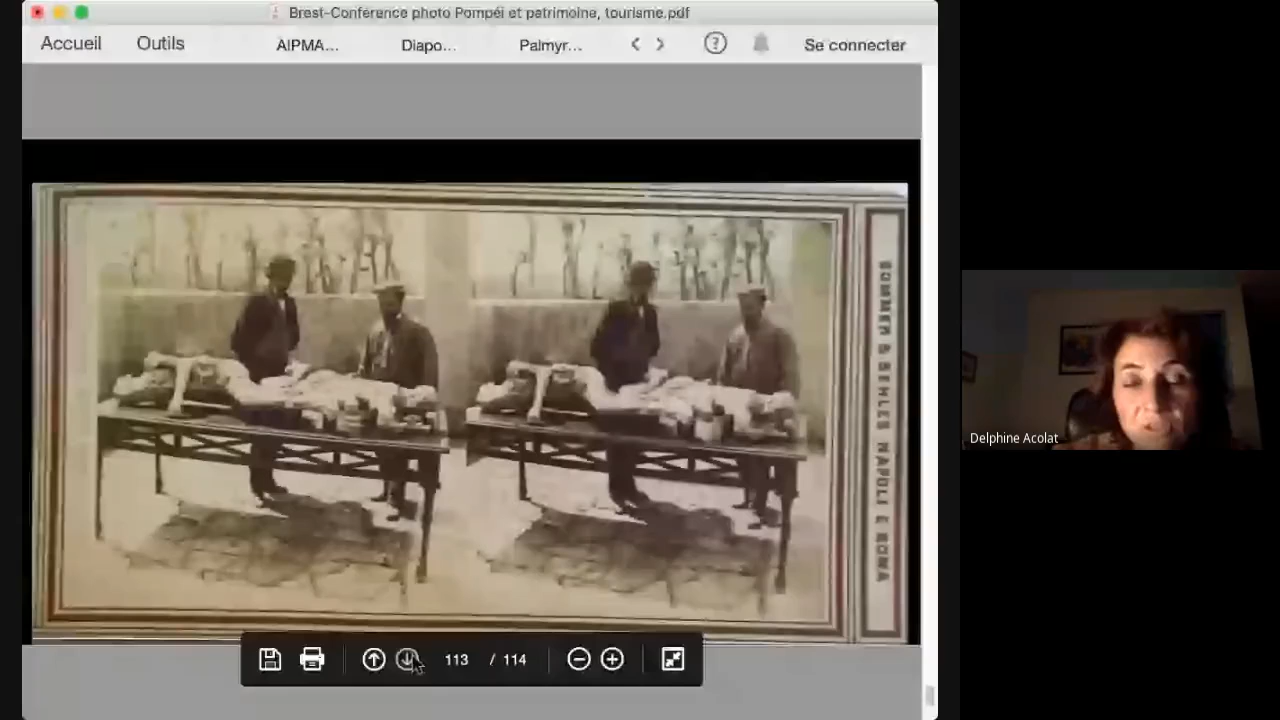 Brest-Conférence photo Pompéi et patrimoine, tourisme.pdf
Accueil
Outils
AIPMA...
Diapo...
Palmyr...
?
Se connecter
SOMMER & BEHLES NAPOLI E ROMA
Delphine Acolat
113 / 114